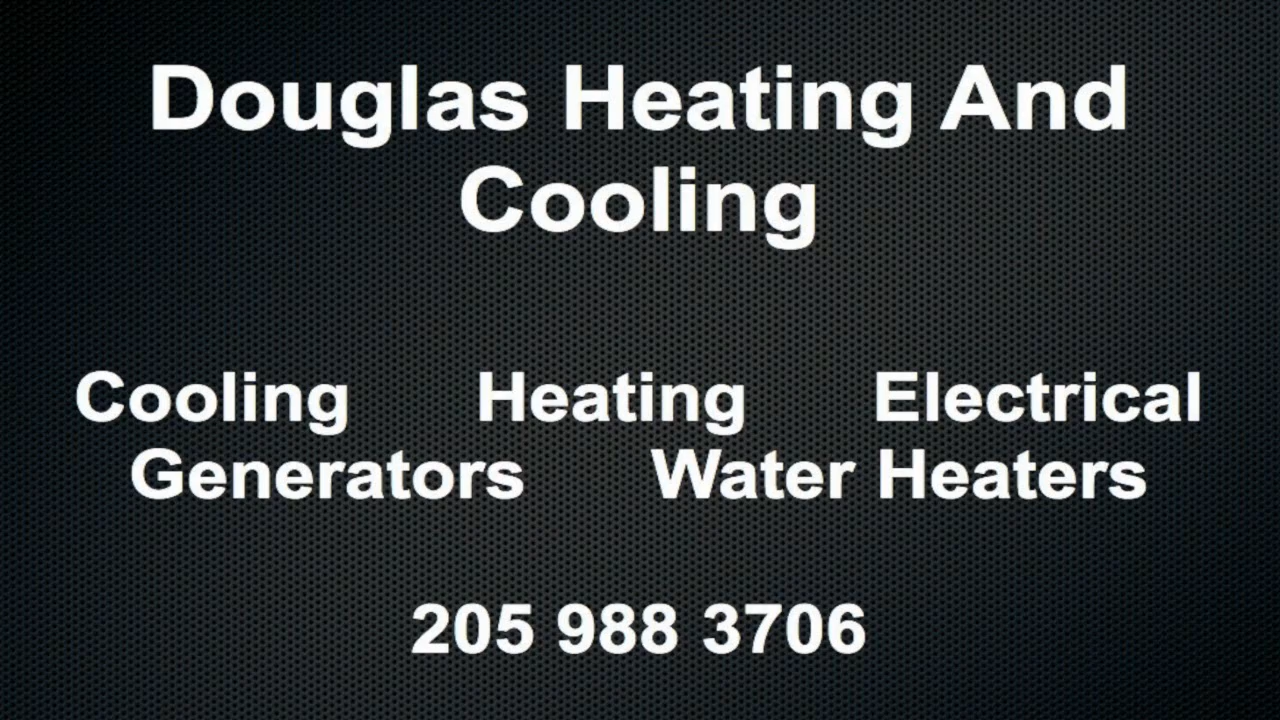 Douglas Heating And
Cooling
Cooling Heating Electrical
Generators Water Heaters
205 988 3706